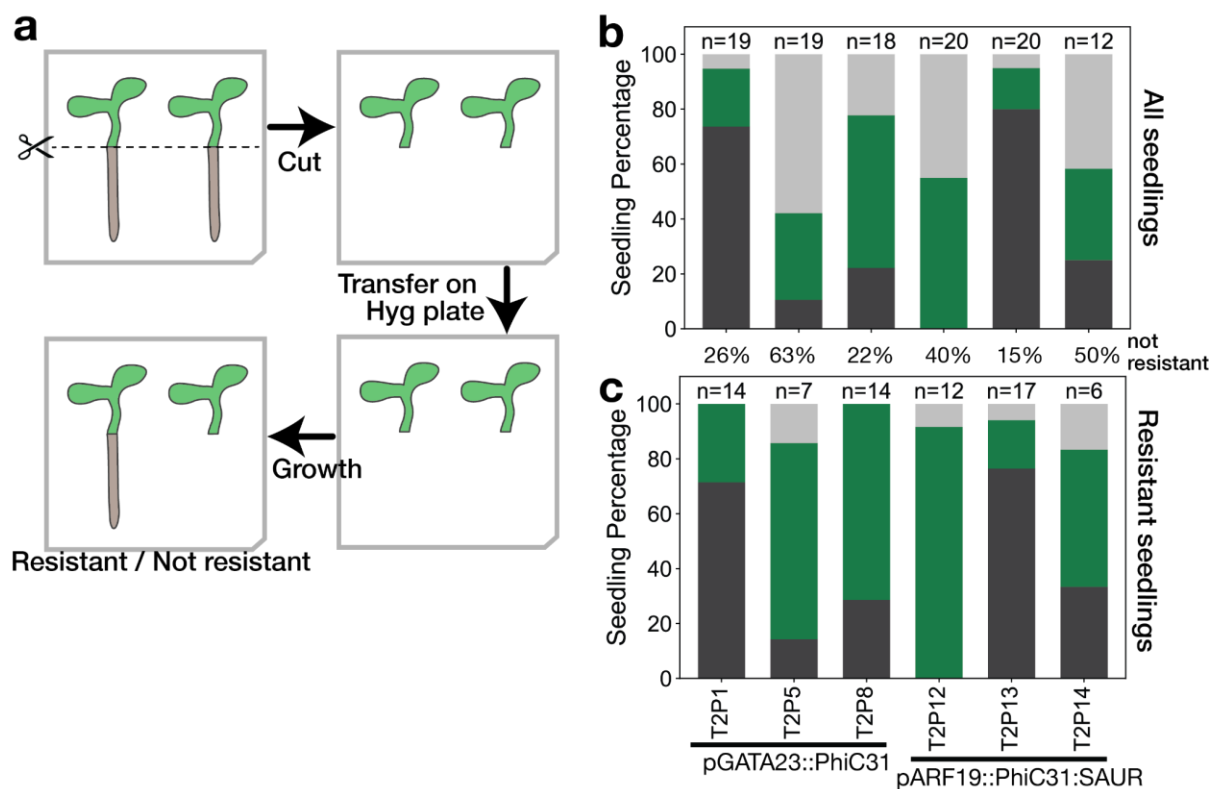 a
Cut
Transfer on
Hyg plate
Growth
Resistant / Not resistant
b
n=19 n=19 n=18 n=20 n=20 n=12
100
80
60
40
20
0
Seedling Percentage
All seedlings
26% 63% 22% 40% 15% 50%
not
resistant
c
n=14 n=7 n=14 n=12 n=17 n=6
100
80
60
40
20
0
Seedling Percentage
Resistant seedlings
T2P1 T2P5 T2P8 T2P12 T2P13 T2P14
pGATA23::PhiC31
pARF19::PhiC31:SAUR